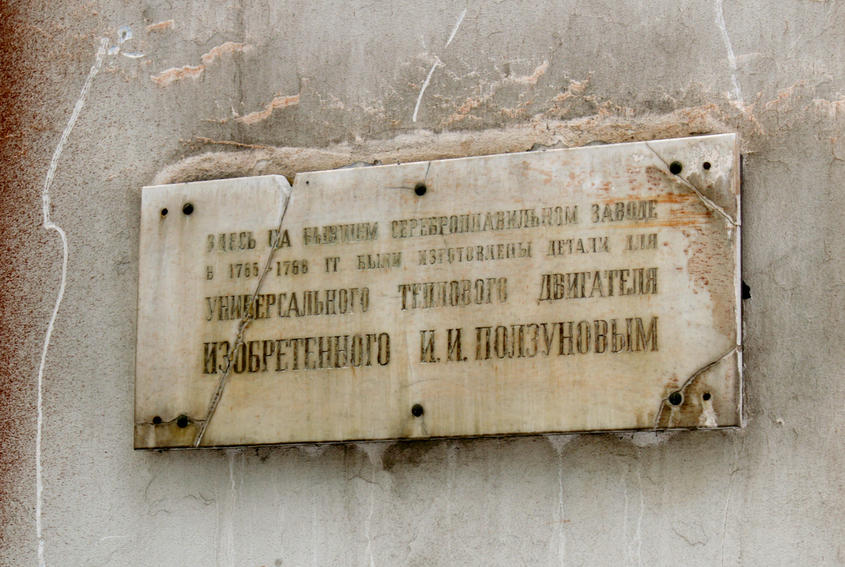 ЗДЕСЬ НА БЫВШЕМ СЕРЕБРОПЛАВИЛЬНОМ ЗАВОДЕ
В 1765-1766 ГГ БЫЛИ ИЗГОТОВЛЕНЫ ДЕТАЛИ ДЛЯ
УНИВЕРСАЛЬНОГО ТЕПЛОВОГО ДВИГАТЕЛЯ
ИЗОБРЕТЕННОГО И. И. ПОЛЗУНОВЫМ